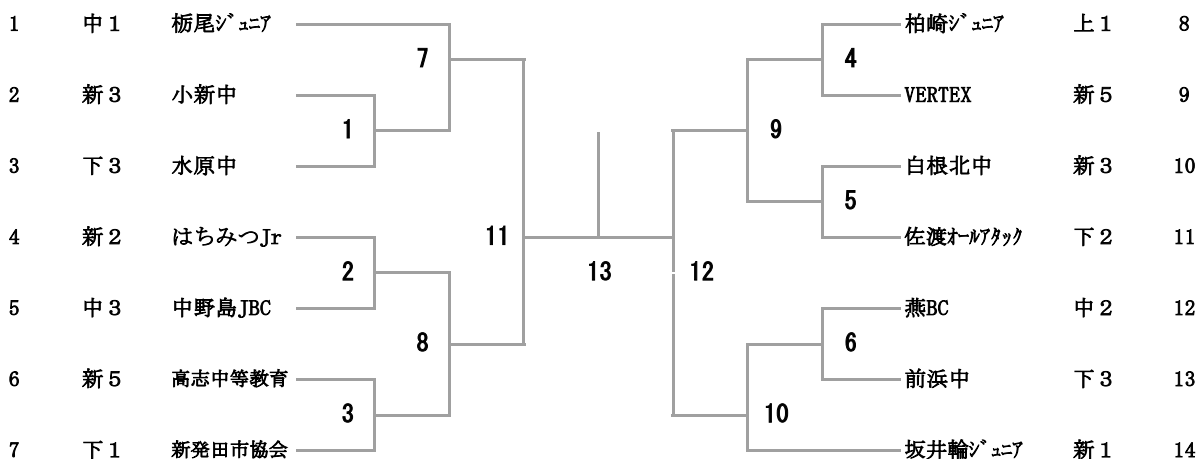 1 中１ 栃尾ｼﾞｭﾆｱ 柏崎ｼﾞｭﾆｱ 上１ 8
7 4
2 新３ 小新中 VERTEX 新５ 9
1 9
3 下３ 水原中 白根北中 新３ 10
5
4 新２ はちみつJr 11 佐渡ｵｰﾙｱﾀｯｸ 下２ 11
2 13 12
5 中３ 中野島JBC 燕BC 中２ 12
8 6
6 新５ 高志中等教育 前浜中 下３ 13
3 10
7 下１ 新発田市協会 坂井輪ｼﾞｭﾆｱ 新１ 14